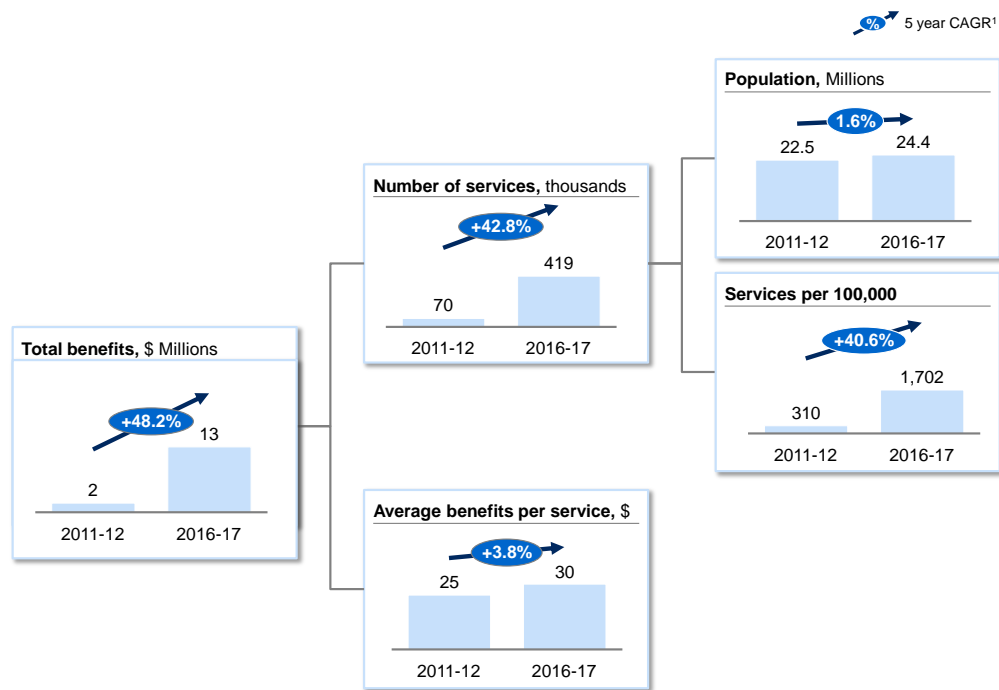 % 5 year CAGR¹
Population, Millions
1.6%
22.5 24.4
2011-12 2016-17
Number of services, thousands
+42.8%
70 419
2011-12 2016-17
Services per 100,000
+40.6%
310 1,702
2011-12 2016-17
Total benefits, $ Millions
+48.2%
2 13
2011-12 2016-17
Average benefits per service, $
+3.8%
25 30
2011-12 2016-17